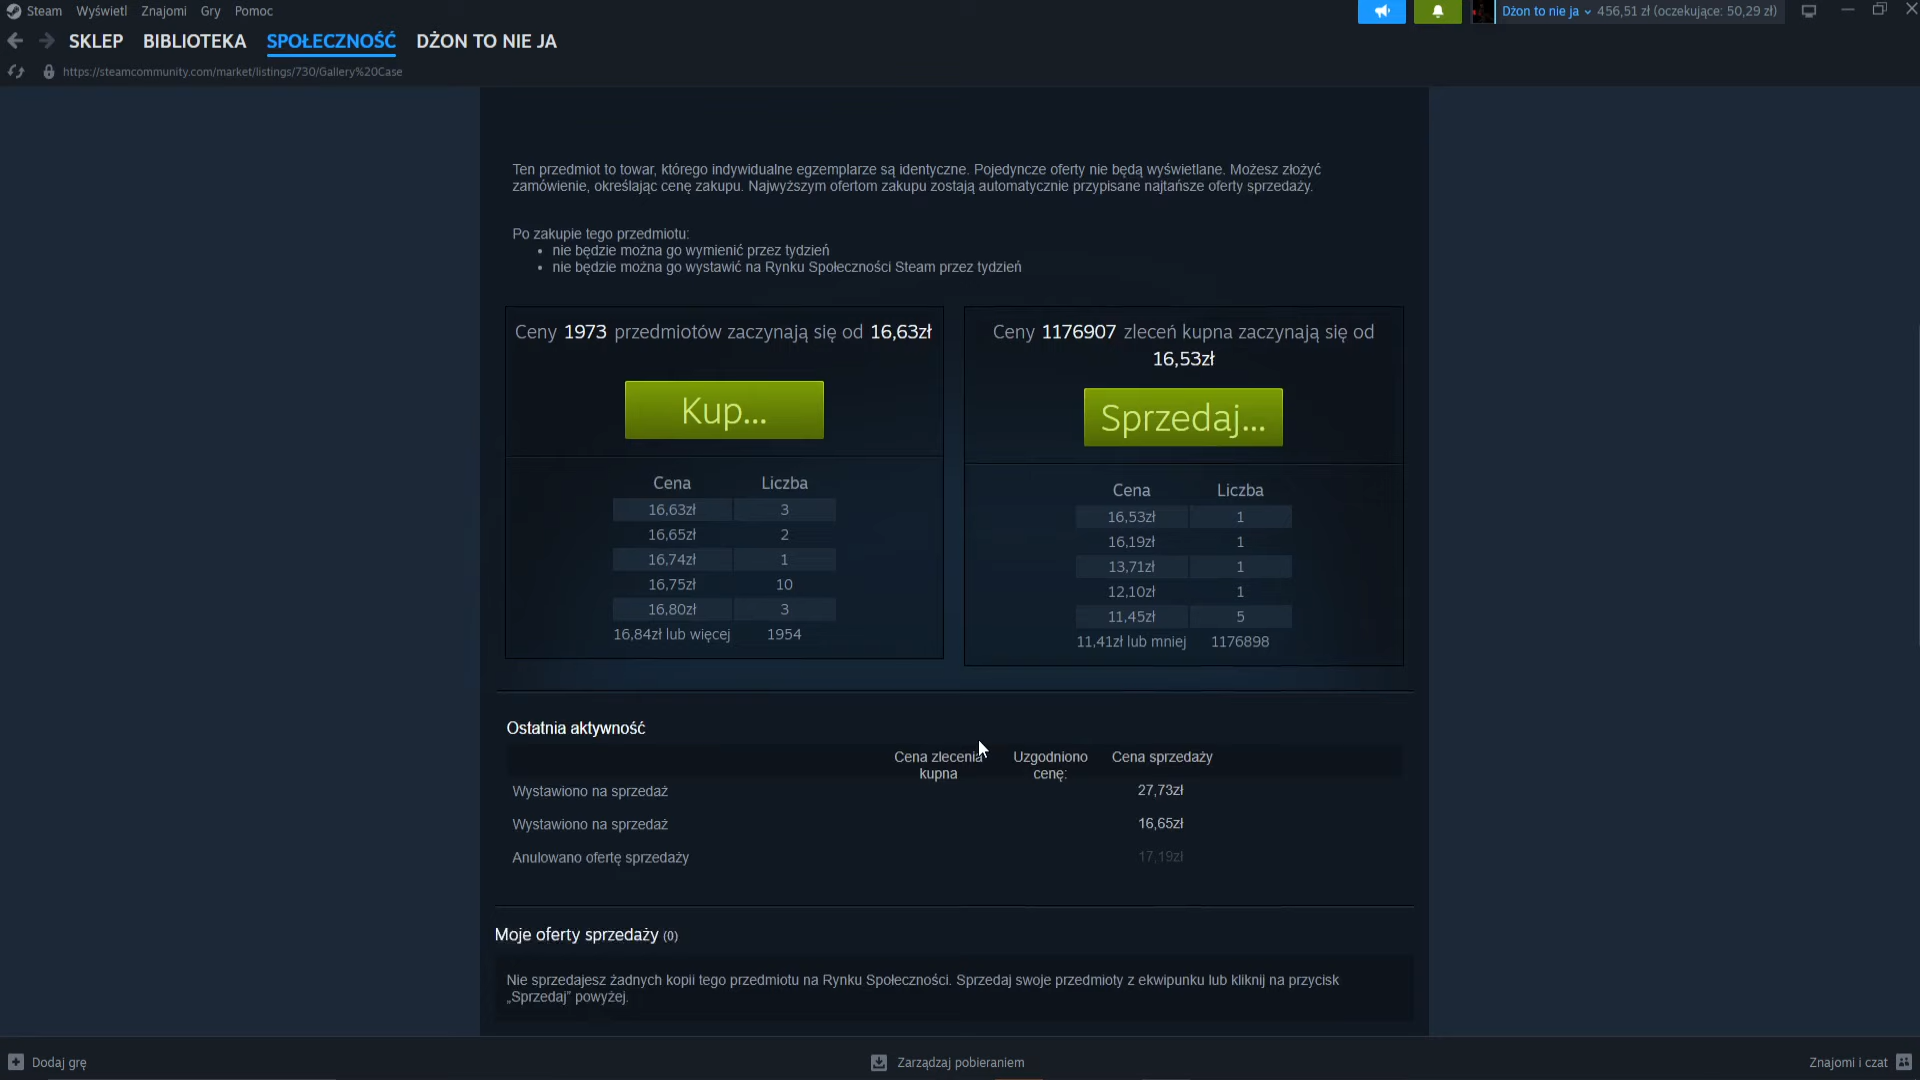 Steam Wyświetl Znajomi Gry Pomoc
Dżon to nie ja 456,51 zł (oczekujące: 50,29 zł)
SKLEP BIBLIOTEKA SPOŁECZNOŚĆ DŻON TO NIE JA
https://steamcommunity.com/market/listings/730/Gallery%20Case
Ten przedmiot to towar, którego indywidualne egzemplarze są identyczne. Pojedyncze oferty nie będą wyświetlane. Możesz złożyć
zamówienie, określając cenę zakupu. Najwyższym ofertom zakupu zostają automatycznie przypisane najtańsze oferty sprzedaży.
Po zakupie tego przedmiotu:
• nie będzie można go wymienić przez tydzień
• nie będzie można go wystawić na Rynku Społeczności Steam przez tydzień
Ceny 1973 przedmiotów zaczynają się od 16,63zł
Kup...
Cena Liczba
16,63zł 3
16,65zł 2
16,74zł 1
16,75zł 10
16,80zł 3
16,84zł lub więcej 1954
Ceny 1176907 zleceń kupna zaczynają się od
16,53zł
Sprzedaj...
Cena Liczba
16,53zł 1
16,19zł 1
13,71zł 1
12,10zł 1
11,45zł 5
11,41zł lub mniej 1176898
Ostatnia aktywność
Cena zlecenia Uzgodniono Cena sprzedaży
kupna cenę:
Wystawiono na sprzedaż 27,73zł
Wystawiono na sprzedaż 16,65zł
Anulowano ofertę sprzedaży 17,19zł
Moje oferty sprzedaży (0)
Nie sprzedajesz żadnych kopii tego przedmiotu na Rynku Społeczności. Sprzedaj swoje przedmioty z ekwipunku lub kliknij na przycisk
„Sprzedaj” powyżej.
Dodaj grę Zarządzaj pobieraniem Znajomi i czat